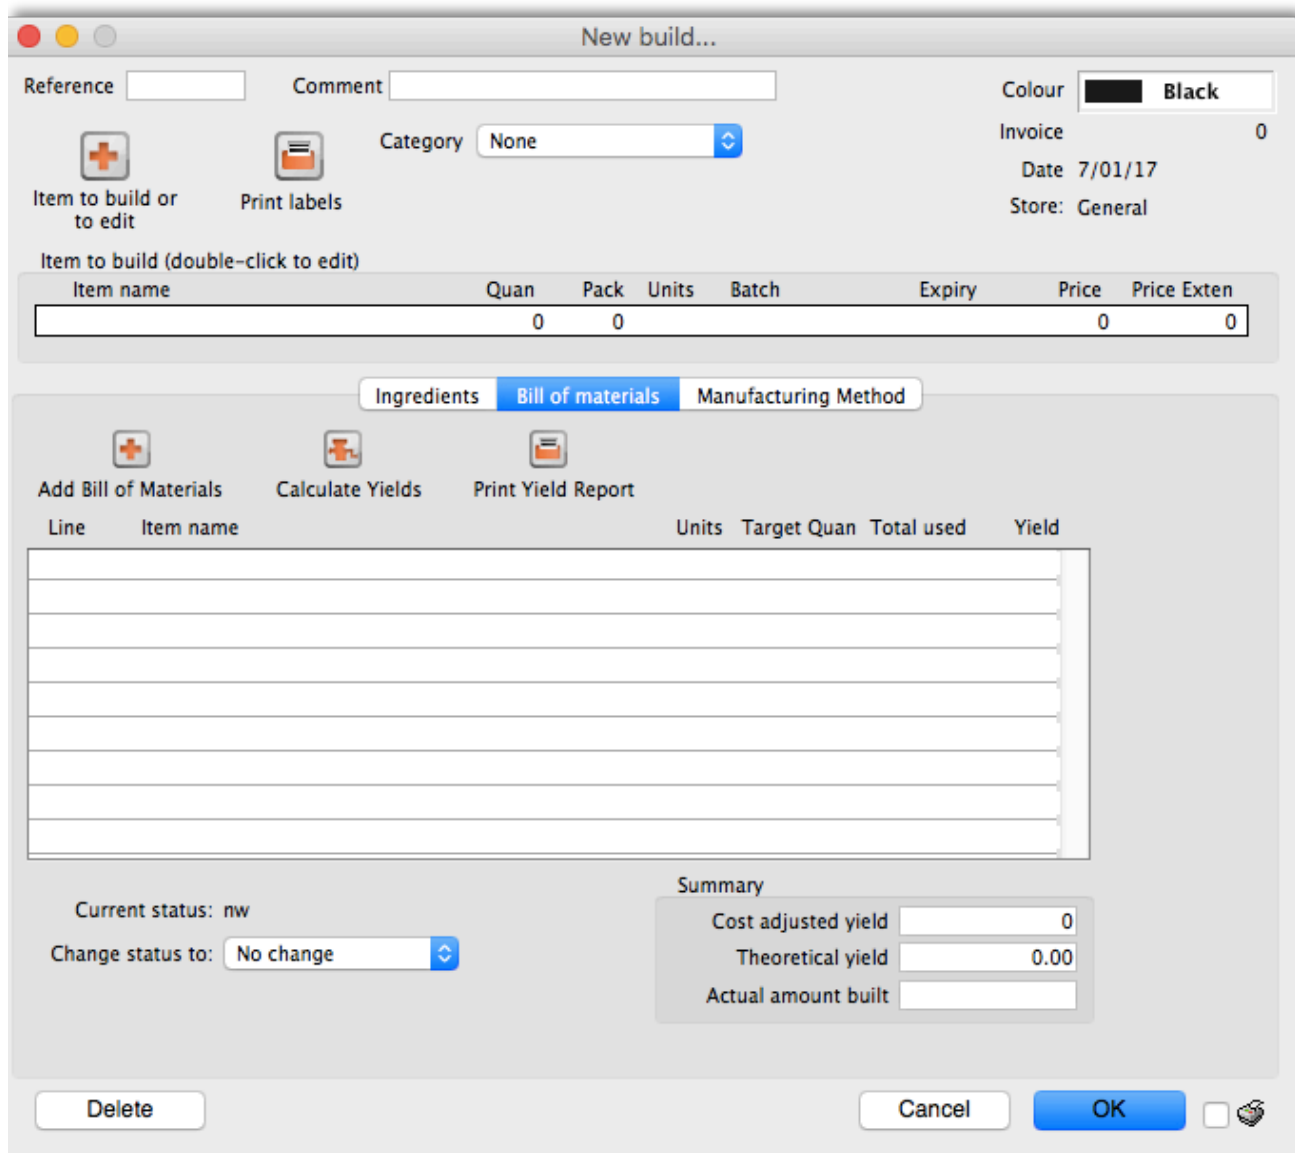 New build...
Reference Comment Colour Black
Category None Invoice 0
Date 7/01/17
Item to build or
to edit
Print labels
Store: General
Item to build (double-click to edit)
Item name Quan Pack Units Batch Expiry Price Price Exten
0 0 0 0
Ingredients Bill of materials Manufacturing Method
Add Bill of Materials Calculate Yields Print Yield Report
Line Item name Units Target Quan Total used Yield
Summary
Current status: nw
Cost adjusted yield 0
Change status to: No change
Theoretical yield 0.00
Actual amount built
Delete Cancel OK